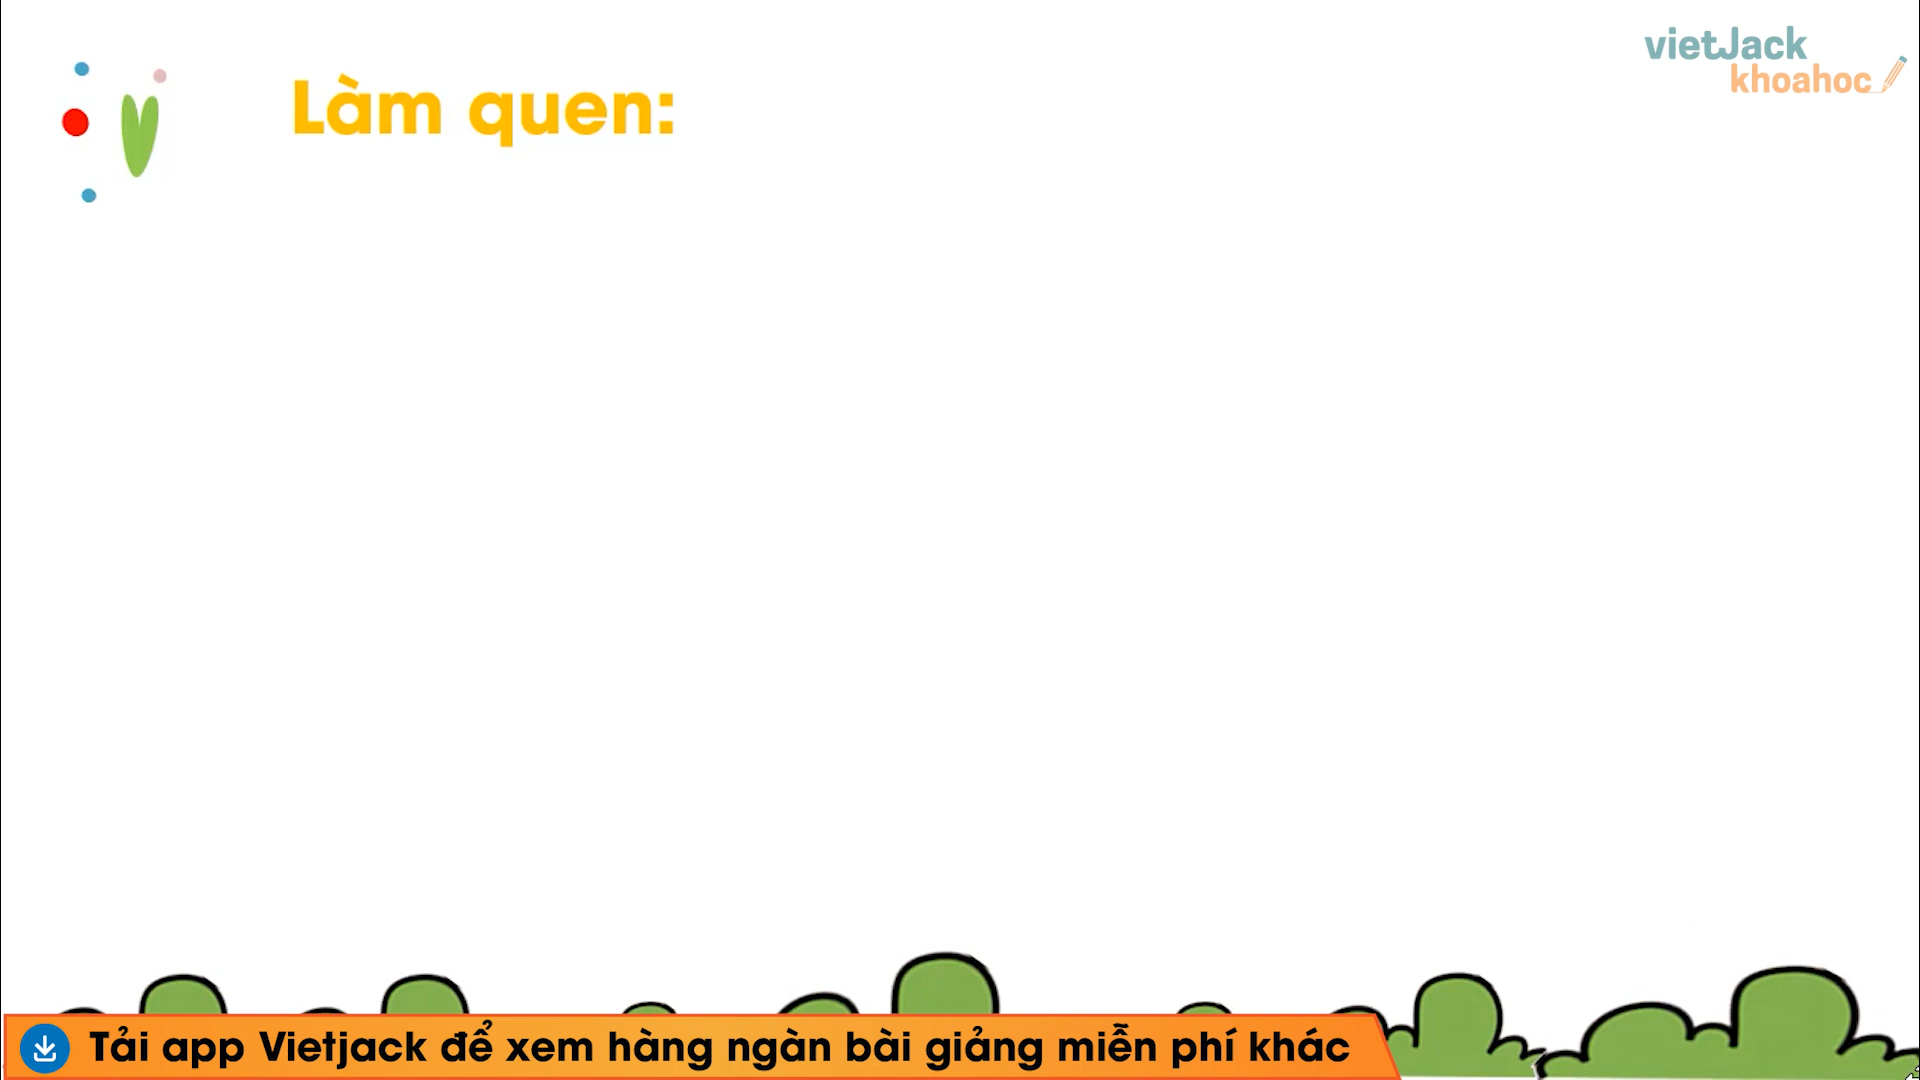 vietJack
khoahoc
Làm quen:
Tải app Vietjack để xem hàng ngàn bài giảng miễn phí khác